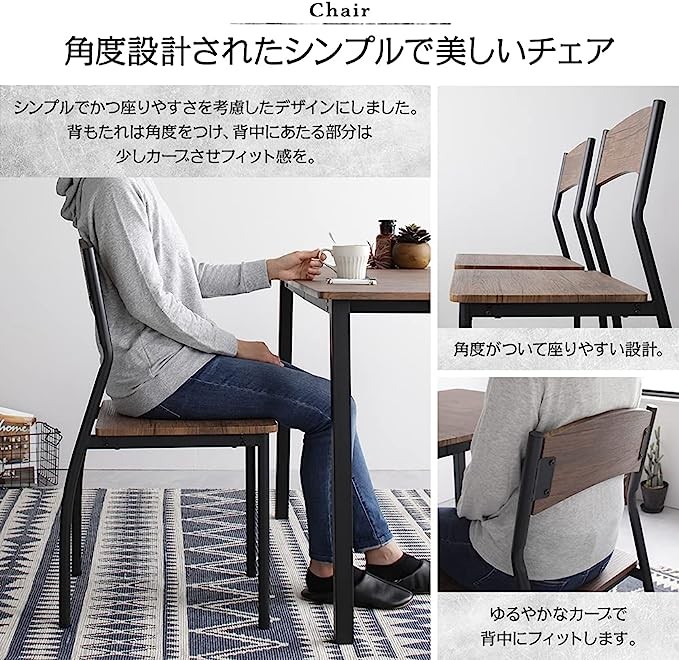 Chair
角度設計されたシンプルで美しいチェア
シンプルでかつ座りやすさを考慮したデザインにしました。
背もたれは角度をつけ、背中にあたる部分は
少しカーブさせフィット感を。
角度がついて座りやすい設計。
home
ゆるやかなカーブで
背中にフィットします。